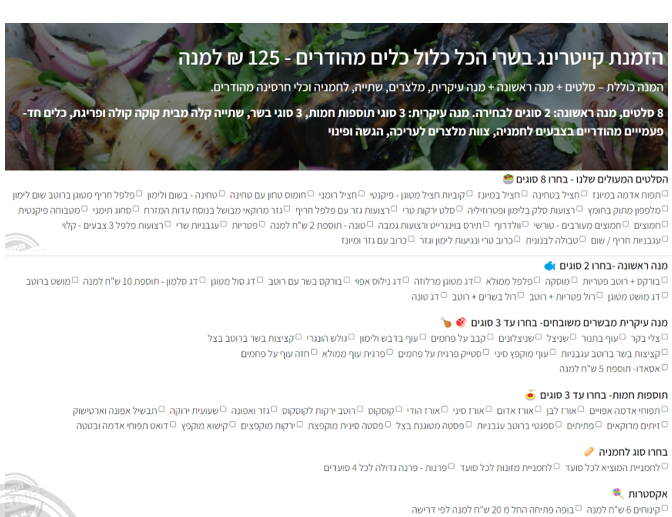 הזמנת קייטרינג בשרי הכל כלול כלים מהודרים - 125 ₪ למנה
המנה כוללת – סלטים + מנה ראשונה + מנה עיקרית, מלצרים, שתייה, לחמניה וכלי חרסינה מהודרים.
8 סלטים, מנה ראשונה: 2 סוגים לבחירה. מנה עיקרית: 3 סוגי תוספות חמות, 3 סוגי בשר, שתייה קלה מבית קוקה קולה ופריגת, כלים חד-
פעמיים מהודרים בצבעים לחמניה, צוות מלצרים לעריכה, הגשה ופינוי
הסלטים המעולים שלנו - בחרו 8 סוגים
תפוח אדמה במיונז חציל בטחינה חציל במיונז קוביות חציל מטוגן - פיקנטי חציל רומני חומוס טחון עם טחינה טחינה - בשום ולימון פלפל חריף מטוגן ברוטב שום לימון
מלפפון מתוק בחומץ רצועות סלק בלימון ופטרוזיליה סלט ירקות טרי רצועות גזר עם פלפל חריף גזר מרוקאי מבושל בנוסח עדות המזרח סחוג תימני מטבוחה פיקנטית
חמוצים חמוצים מעורבים - טורשי וולדרוף תירס בוינגרייט ורצועות גמבה טונה - תוספת 2 ש"ח למנה פטריות עגבניות שרי רצועות פלפל 3 צבעים - קלוי
עגבניות חריף / שום טבולה לבנונית כרוב טרי ונגיעות לימון וגזר כרוב עם גזר ומיונז
מנה ראשונה -בחרו 2 סוגים
בורקס + רוטב פטריות מוסקה פלפל ממולא דג מטוגן מרלוזה דג נילוס אפוי בורקס בשר עם רוטב דג סול מטוגן דג סלמון - תוספת 10 ש"ח למנה מושט ברוטב
דג מושט מטוגן רול פטריות + רוטב רול בשרים + רוטב דג טונה
מנה עיקרית מבשרים משובחים- בחרו עד 3 סוגים
צלי בקר עוף בתנור שניצל שניצלונים קבב על פחמים עוף בדבש ולימון גולש הונגרי קציצות בשר ברוטב בצל
קציצות בשר ברוטב עגבניות עוף מוקפץ סיני סטייק פרגית על פחמים פרגית עוף ממולא חזה עוף על פחמים
אסאדו- תוספת 5 ש"ח למנה
תוספות חמות- בחרו עד 3 סוגים
תפוחי אדמה אפויים אורז לבן אורז אדום אורז סיני אורז הודי קוסקוס רוטב ירקות לקוסקוס גזר ואפונה שעועית ירוקה תבשיל אפונה וארטישוק
זיתים מרוקאים פתיתים ספגטי ברוטב עגבניות פסטה מטוגנת בצל פסטה סינית מוקפצת ירקות מוקפצים קישוא מוקפץ דואט תפוחי אדמה ובטטה
בחרו סוג לחמניה
לחמניית המוציא לכל סועד לחמניית מזונות לכל סועד פרנות - פרנה גדולה לכל 4 סועדים
אקסטרות
קינוחים 6 ש"ח למנה בופה פתיחה החל מ 20 ש"ח למנה לפי דרישה